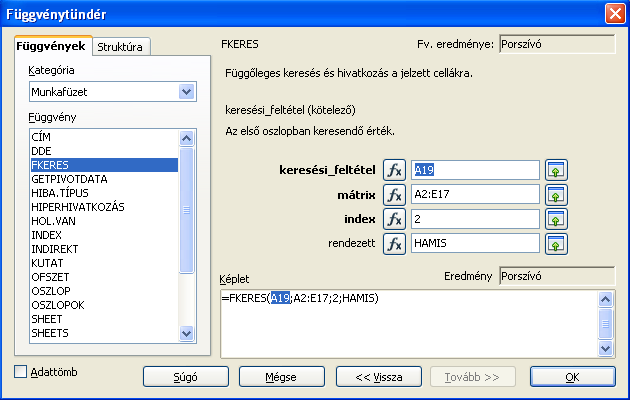 Függvénytündér
Függvények
Struktúra
Kategória
Munkafüzet
Függvény
CÍM
DDE
FKERES
GETPIVOTDATA
HIBA.TÍPUS
HIPERHIVATKOZÁS
HOL.VAN
INDEX
INDIREKT
KUTAT
OFSZET
OSZLOP
OSZLOPOK
SHEET
SHEETS
FKERES
Fv. eredménye: Porszívó
Függőleges keresés és hivatkozás a jelzett cellákra.
keresési_feltétel (kötelező)
Az első oszlopban keresendő érték.
keresési_feltétel fx A19
mátrix fx A2:E17
index fx 2
rendezett fx HAMIS
Képlet
Eredmény Porszívó
=FKERES(A19;A2:E17;2;HAMIS)
Adattömb
Súgó
Mégse
<< Vissza
Tovább >>
OK